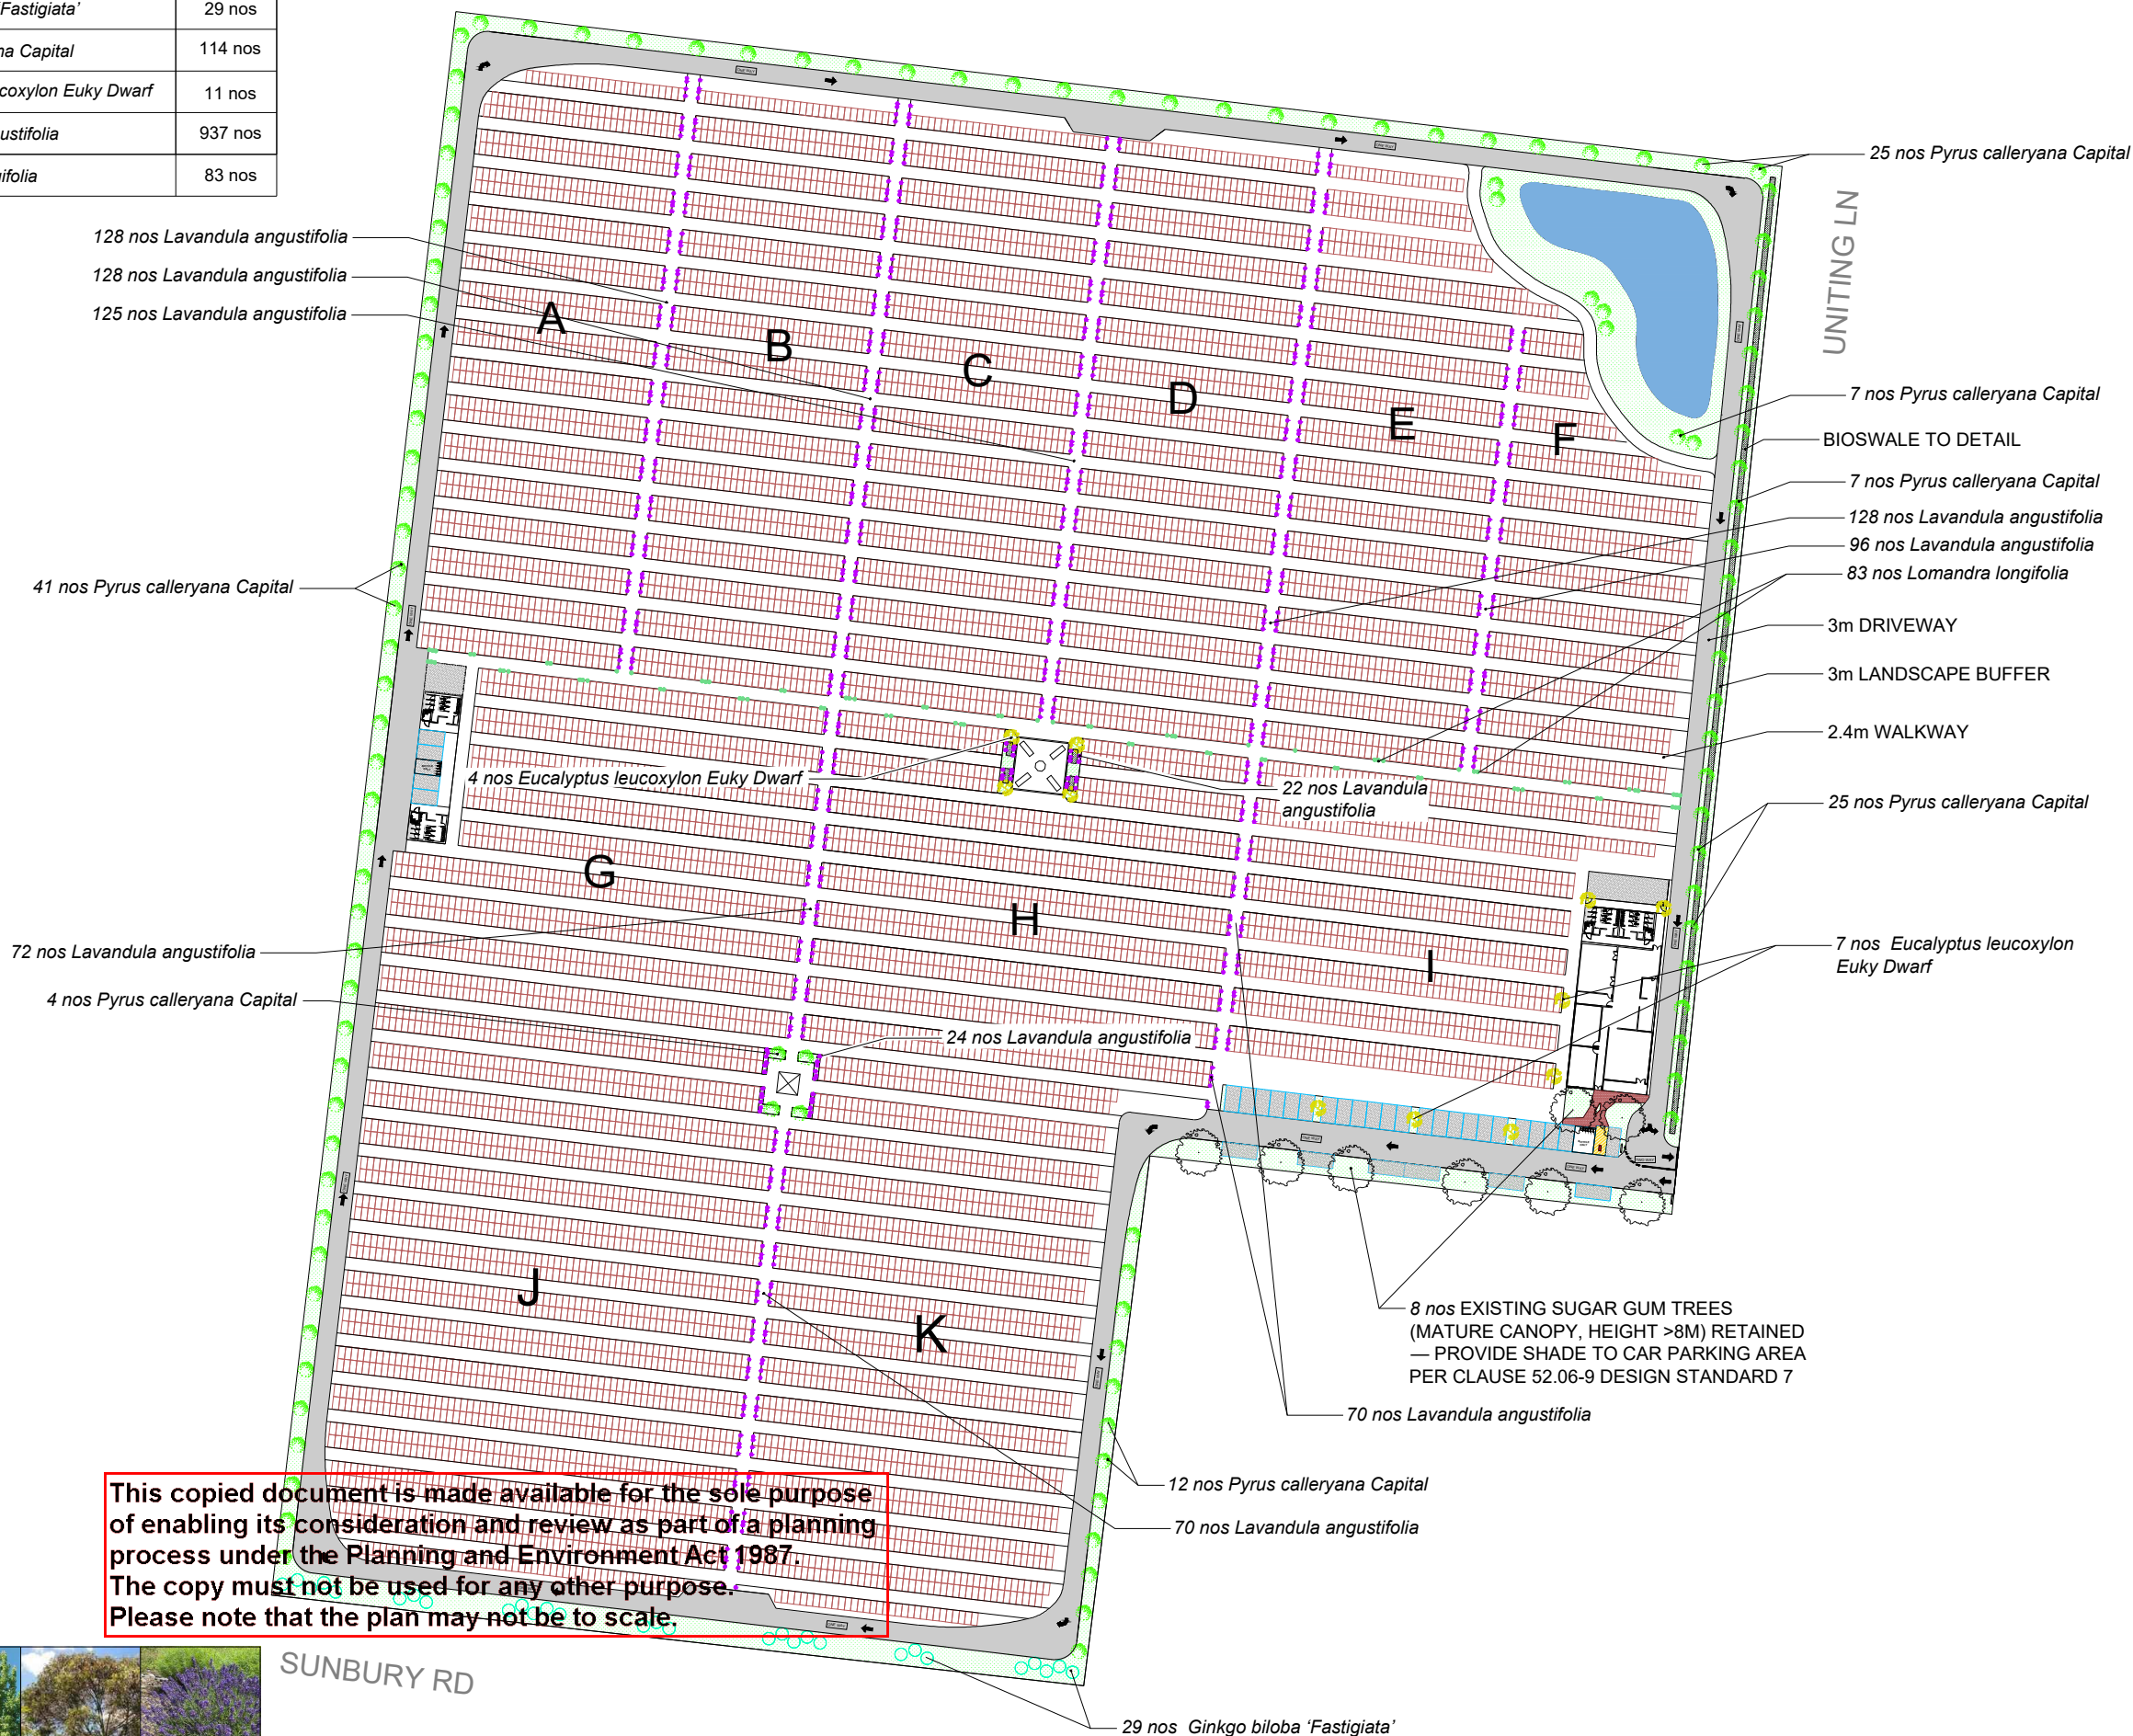 ‘Fastigiata’ 29 nos
na Capital 114 nos
coxylon Euky Dwarf 11 nos
ustifolia 937 nos
gifolia 83 nos
25 nos Pyrus calleryana Capital
UNITING LN
128 nos Lavandula angustifolia
128 nos Lavandula angustifolia
125 nos Lavandula angustifolia
A
B
C
D
E
F
7 nos Pyrus calleryana Capital
BIOSWALE TO DETAIL
7 nos Pyrus calleryana Capital
128 nos Lavandula angustifolia
96 nos Lavandula angustifolia
83 nos Lomandra longifolia
41 nos Pyrus calleryana Capital
3m DRIVEWAY
3m LANDSCAPE BUFFER
2.4m WALKWAY
4 nos Eucalyptus leucoxylon Euky Dwarf
22 nos Lavandula
angustifolia
25 nos Pyrus calleryana Capital
G
H
I
72 nos Lavandula angustifolia
7 nos Eucalyptus leucoxylon
Euky Dwarf
4 nos Pyrus calleryana Capital
24 nos Lavandula angustifolia
J
K
8 nos EXISTING SUGAR GUM TREES
(MATURE CANOPY, HEIGHT >8M) RETAINED
— PROVIDE SHADE TO CAR PARKING AREA
PER CLAUSE 52.06-9 DESIGN STANDARD 7
70 nos Lavandula angustifolia
12 nos Pyrus calleryana Capital
70 nos Lavandula angustifolia
This copied document is made available for the sole purpose
of enabling its consideration and review as part of a planning
process under the Planning and Environment Act 1987.
The copy must not be used for any other purpose.
Please note that the plan may not be to scale.
SUNBURY RD
29 nos Ginkgo biloba ‘Fastigiata’